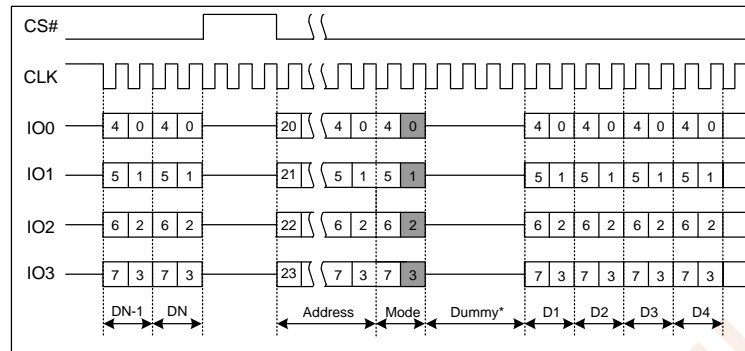 CS#
CLK
IO0 4 0 4 0 20 4 0 4 0 4 0 4 0 4 0 4 0
IO1 5 1 5 1 21 5 1 5 1 5 1 5 1 5 1 5 1
IO2 6 2 6 2 22 6 2 6 2 6 2 6 2 6 2 6 2
IO3 7 3 7 3 23 7 3 7 3 7 3 7 3 7 3 7 3
DN-1 DN Address Mode Dummy* D1 D2 D3 D4